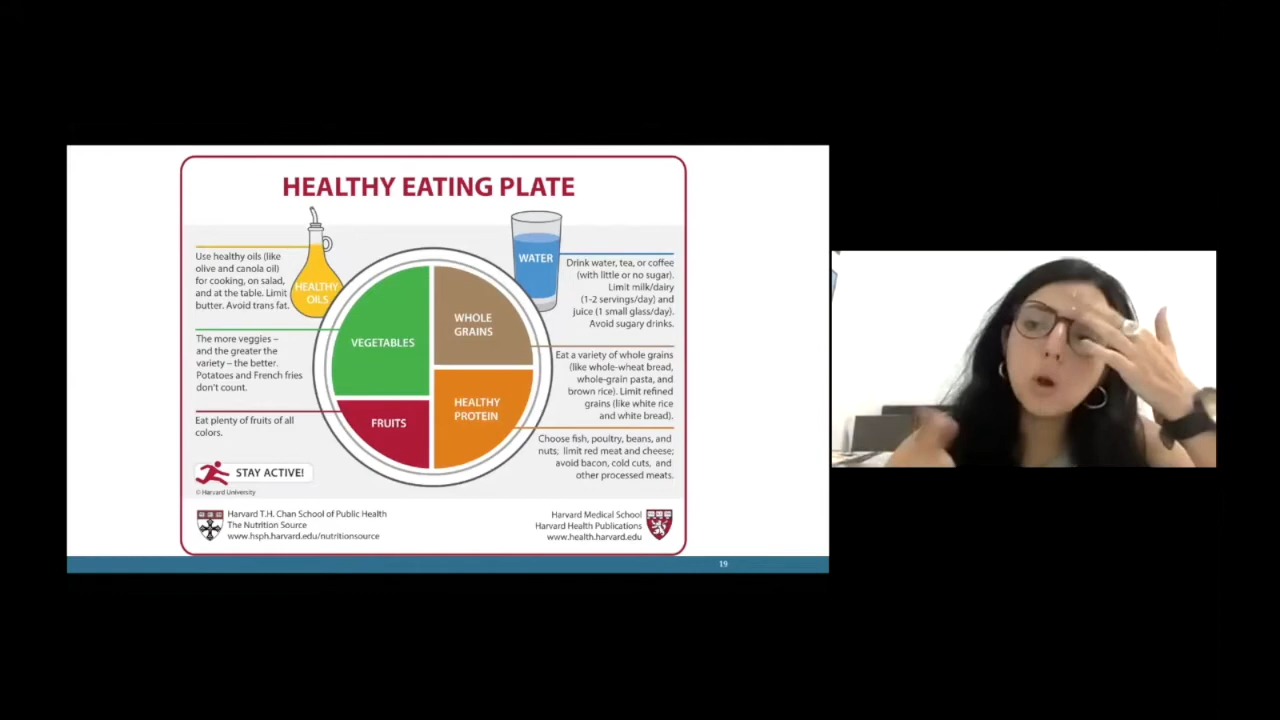 HEALTHY EATING PLATE
Use healthy oils (like
olive and canola oil)
for cooking, on salad,
and at the table. Limit
butter. Avoid trans fat.
HEALTHY
OILS
The more veggies –
and the greater the
variety – the better.
Potatoes and French fries
don't count.
Eat plenty of fruits of all
colors.
STAY ACTIVE!
© Harvard University
VEGETABLES
FRUITS
WHOLE
GRAINS
HEALTHY
PROTEIN
WATER
Drink water, tea, or coffee
(with little or no sugar).
Limit milk/dairy
(1-2 servings/day) and
juice (1 small glass/day).
Avoid sugary drinks.
Eat a variety of whole grains
(like whole-wheat bread,
whole-grain pasta, and
brown rice). Limit refined
grains (like white rice
and white bread).
Choose fish, poultry, beans, and
nuts; limit red meat and cheese;
avoid bacon, cold cuts, and
other processed meats.
Harvard T.H. Chan School of Public Health
The Nutrition Source
www.hsph.harvard.edu/nutritionsource
Harvard Medical School
Harvard Health Publications
www.health.harvard.edu
19